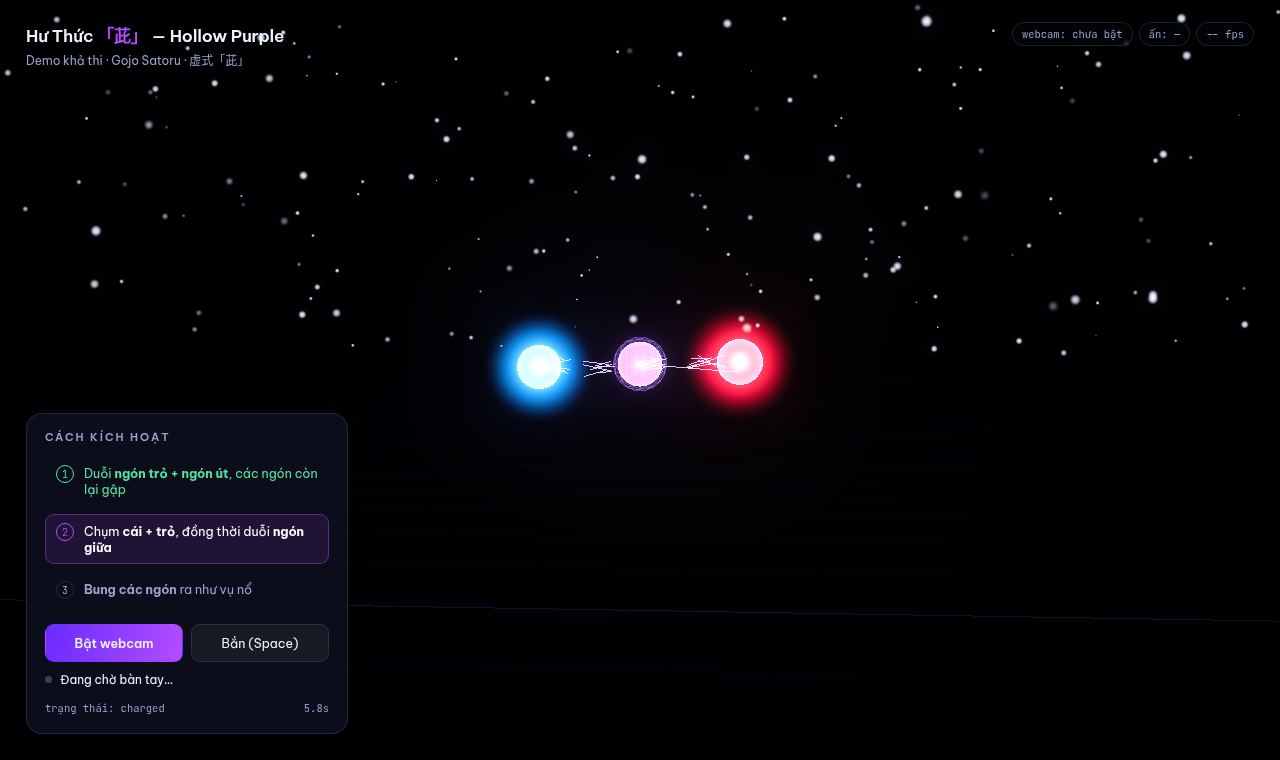 Hư Thức 「茈」 — Hollow Purple
Demo khả thi · Gojo Satoru · 虚式「茈」
webcam: chưa bật
ấn: —
-- fps
CÁCH KÍCH HOẠT
1 Duỗi ngón trỏ + ngón út, các ngón còn
lại gập
2 Chụm cái + trỏ, đồng thời duỗi ngón
giữa
3 Bung các ngón ra như vụ nổ
Bật webcam
Bắn (Space)
Đang chờ bàn tay…
trạng thái: charged
5.8s